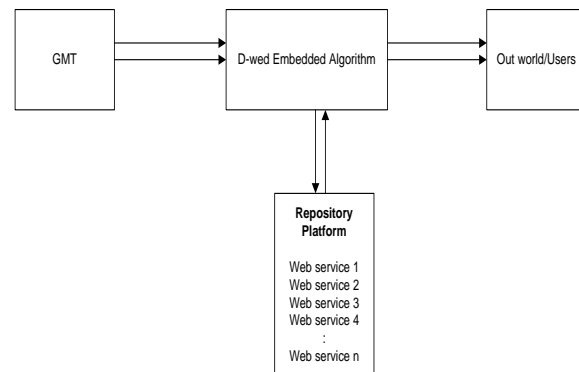 GMT
D-wed Embedded Algorithm
Out world/Users
Repository
Platform
Web service 1
Web service 2
Web service 3
Web service 4
:
Web service n